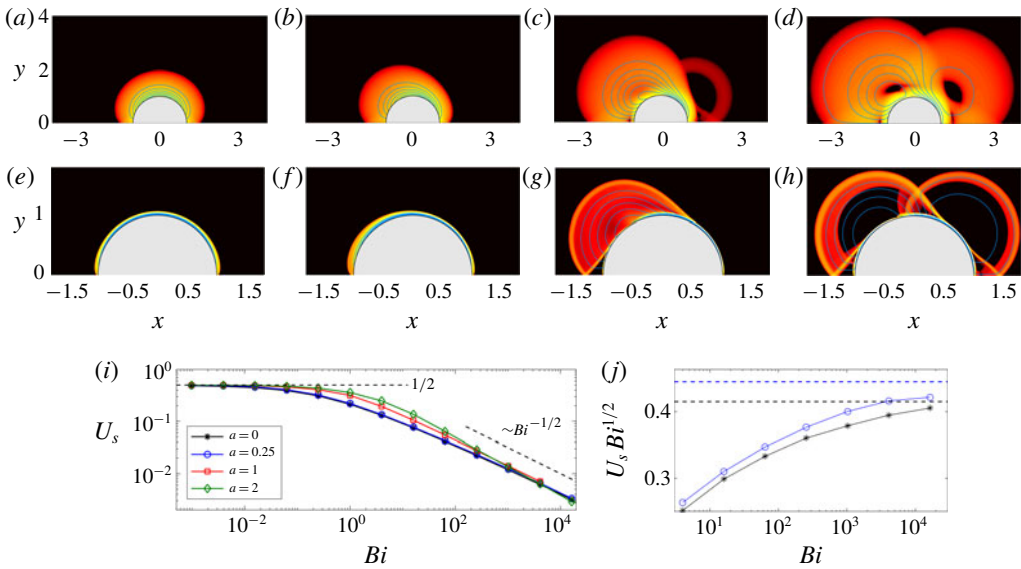 (a) (b) (c) (d)
4
y 2
0
−3 0 3 −3 0 3 −3 0 3 −3 0 3
(e) (f) (g) (h)
y 1
0
−1.5 −0.5 0.5 1.5 −1.5 −0.5 0.5 1.5 −1.5 −0.5 0.5 1.5 −1.5 −0.5 0.5 1.5
x x x x
(i) (j)
10^0
1/2
10^{-1}
U_s
~Bi^{-1/2}
10^{-2}
a = 0
a = 0.25
a = 1
a = 2
10^{-2} 10^0 10^2 10^4
Bi
U_s Bi^{1/2}
0.4
0.3
10^1 10^2 10^3 10^4
Bi